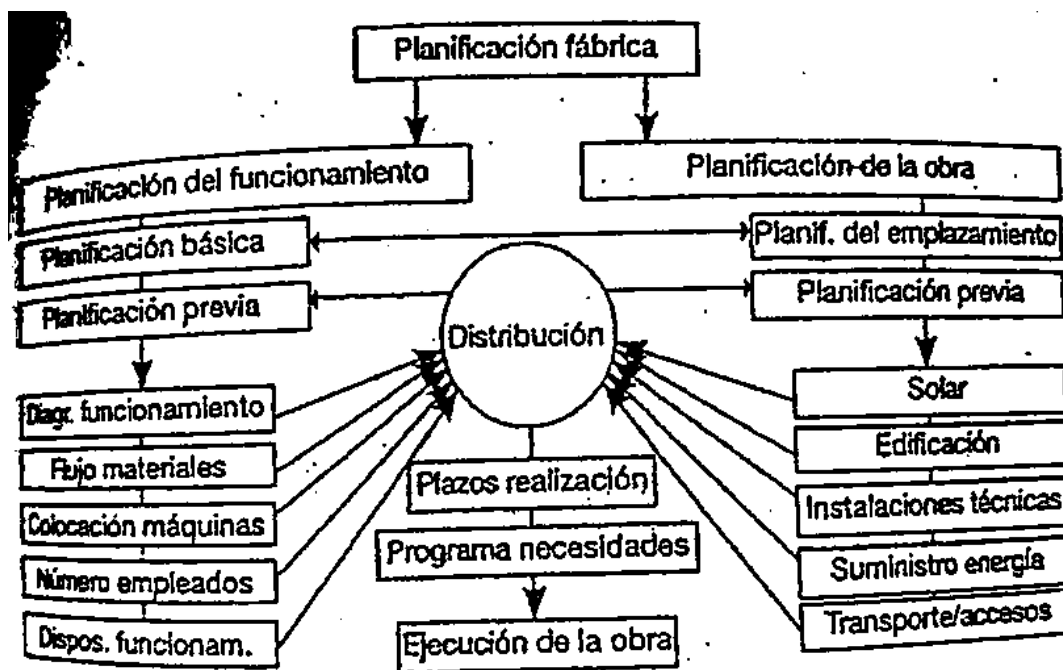 Planificación fábrica
Planificación del funcionamiento
Planificación de la obra
Planificación básica
Planif. del emplazamiento
Planificación previa
Planificación previa
Distribución
Diagr. funcionamiento
Solar
Flujo materiales
Edificación
Plazos realización
Colocación máquinas
Instalaciones técnicas
Programa necesidades
Número empleados
Suministro energía
Dispos. funcionam.
Ejecución de la obra
Transporte/accesos